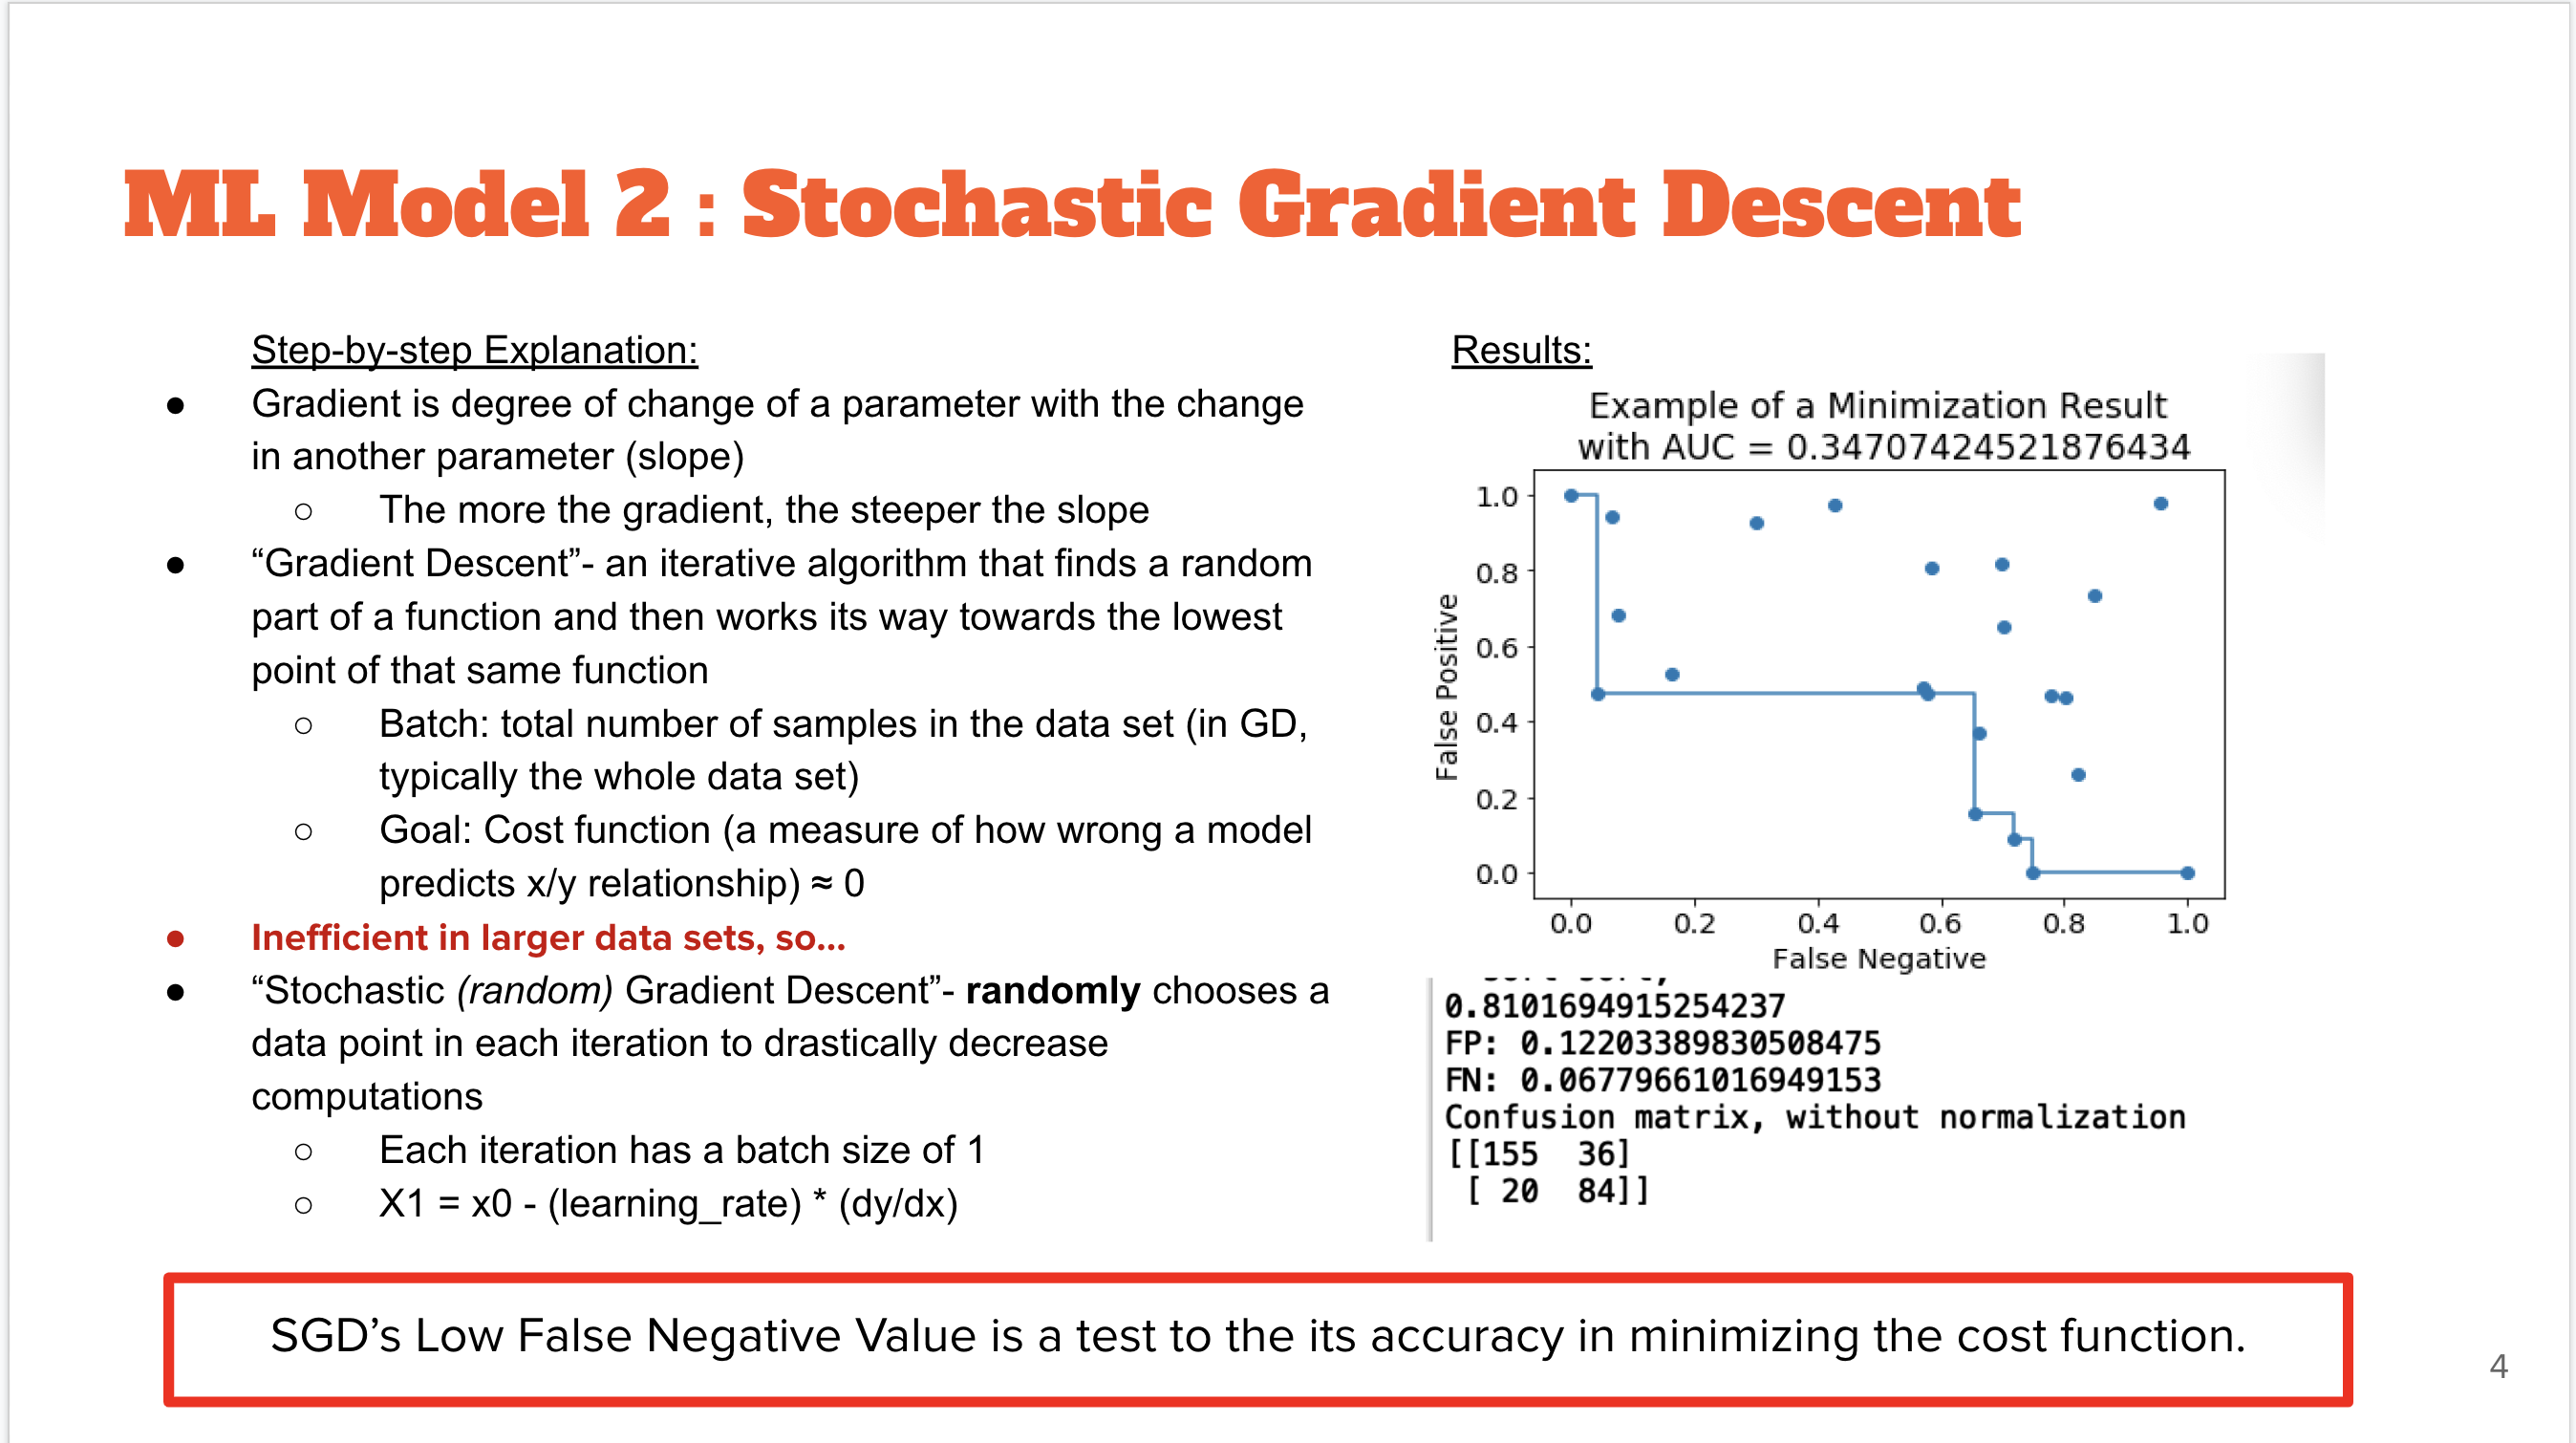 ML Model 2 : Stochastic Gradient Descent
Step-by-step Explanation:
● Gradient is degree of change of a parameter with the change
in another parameter (slope)
○ The more the gradient, the steeper the slope
● “Gradient Descent”- an iterative algorithm that finds a random
part of a function and then works its way towards the lowest
point of that same function
○ Batch: total number of samples in the data set (in GD,
typically the whole data set)
○ Goal: Cost function (a measure of how wrong a model
predicts x/y relationship) ≈ 0
● Inefficient in larger data sets, so...
● “Stochastic (random) Gradient Descent”- randomly chooses a
data point in each iteration to drastically decrease
computations
○ Each iteration has a batch size of 1
○ X1 = x0 - (learning_rate) * (dy/dx)
Results:
Example of a Minimization Result
with AUC = 0.34707424521876434
False Positive
1.0
0.8
0.6
0.4
0.2
0.0
0.0 0.2 0.4 0.6 0.8 1.0
False Negative
0.8101694915254237
FP: 0.12203389830508475
FN: 0.06779661016949153
Confusion matrix, without normalization
[[155 36]
[ 20 84]]
SGD’s Low False Negative Value is a test to the its accuracy in minimizing the cost function.
4